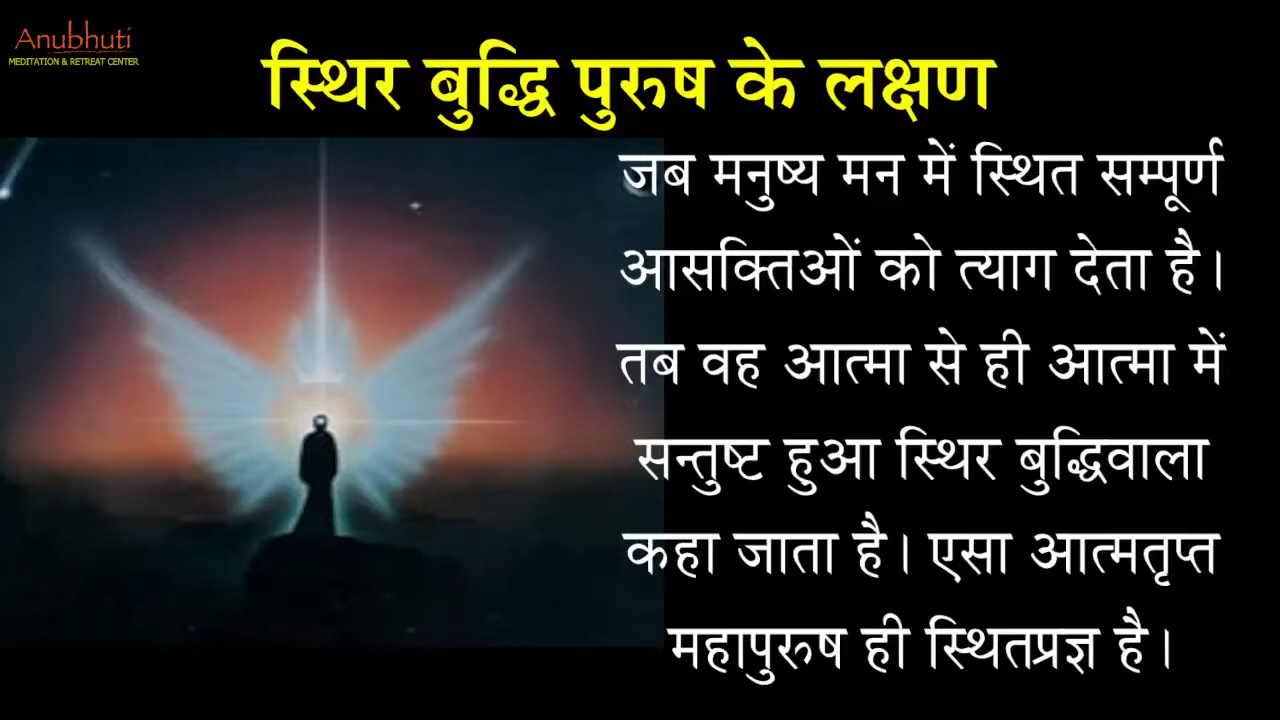 Anubhuti
MEDITATION & RETREAT CENTER
स्थिर बुद्धि पुरुष के लक्षण
जब मनुष्य मन में स्थित सम्पूर्ण
आसक्तिओं को त्याग देता है।
तब वह आत्मा से ही आत्मा में
सन्तुष्ट हुआ स्थिर बुद्धिवाला
कहा जाता है। एसा आत्मतृप्त
महापुरुष ही स्थितप्रज्ञ है।